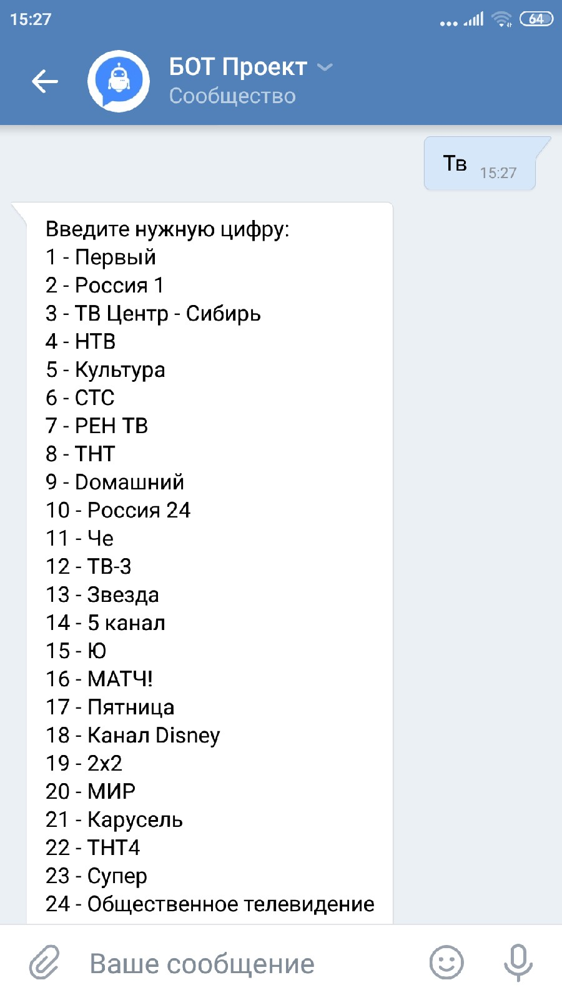 15:27
64
БОТ Проект
Сообщество
Тв 15:27
Введите нужную цифру:
1 - Первый
2 - Россия 1
3 - ТВ Центр - Сибирь
4 - НТВ
5 - Культура
6 - СТС
7 - РЕН ТВ
8 - ТНТ
9 - Dомашний
10 - Россия 24
11 - Че
12 - ТВ-3
13 - Звезда
14 - 5 канал
15 - Ю
16 - МАТЧ!
17 - Пятница
18 - Канал Disney
19 - 2x2
20 - МИР
21 - Карусель
22 - ТНТ4
23 - Супер
24 - Общественное телевидение
Ваше сообщение